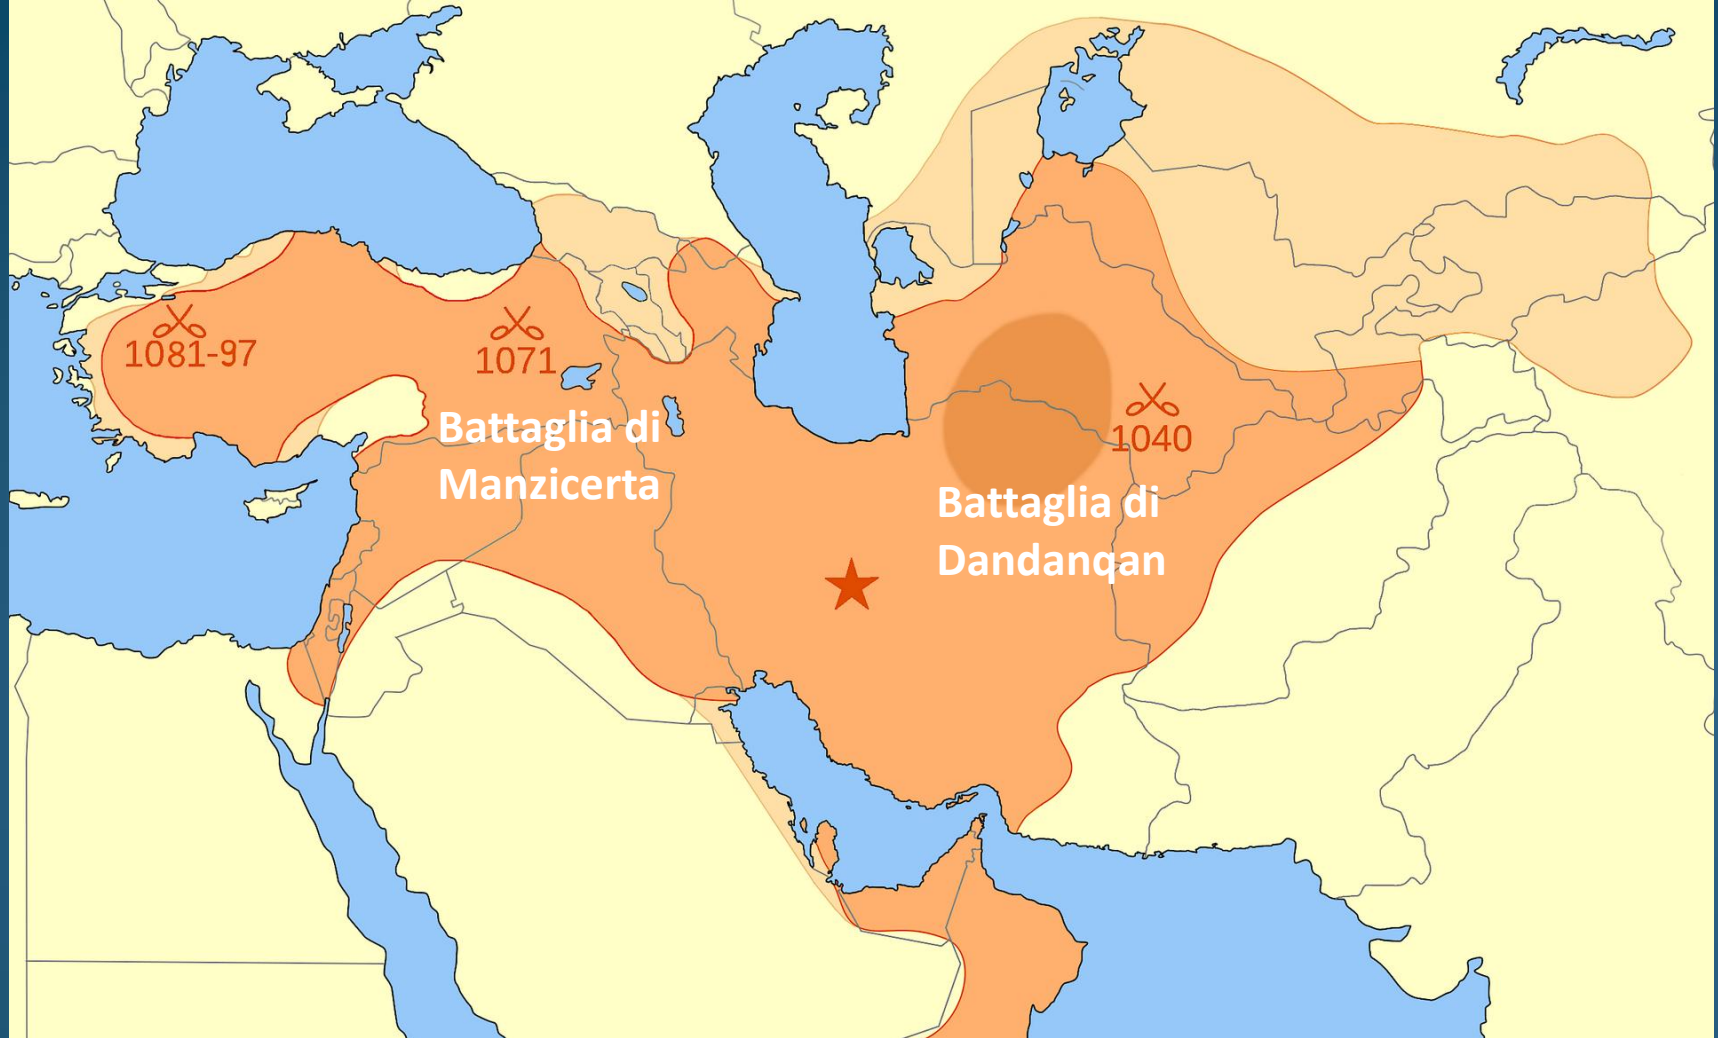 1081-97
1071
Battaglia di
Manzicerta
1040
Battaglia di
Dandanqan